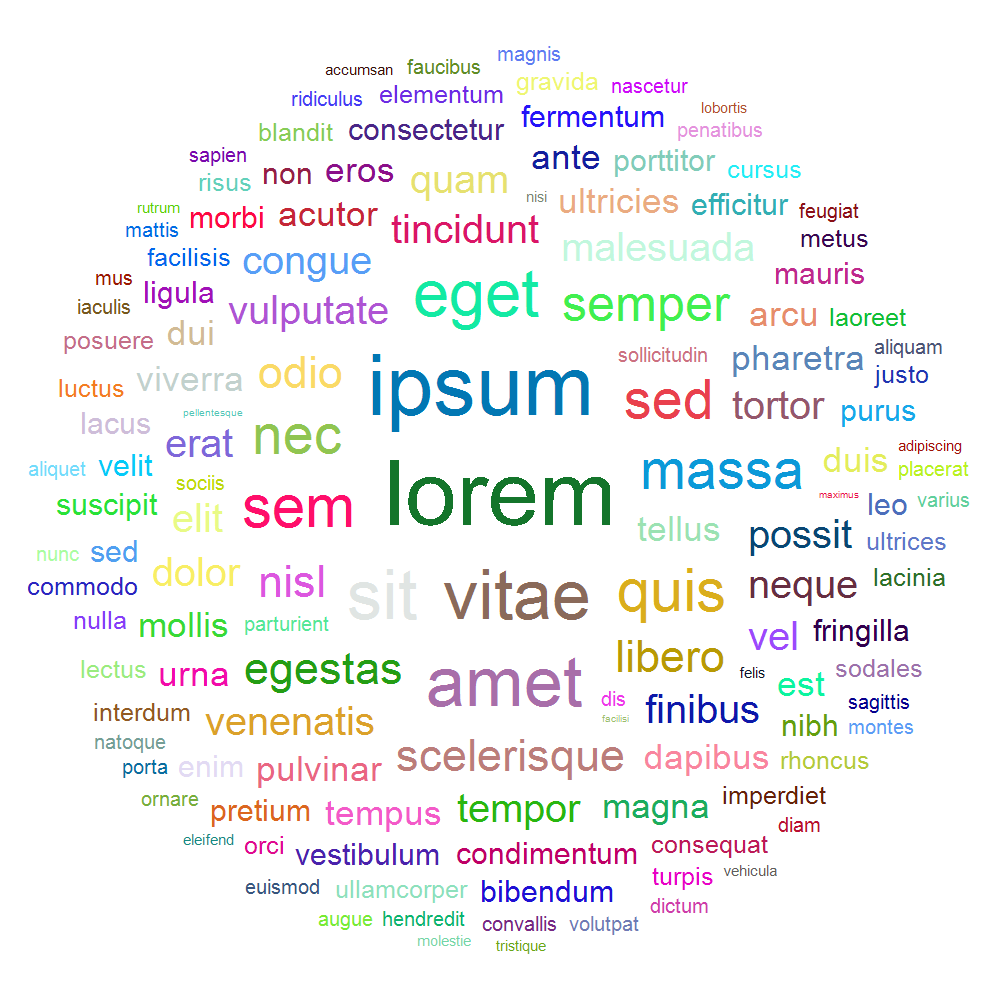 magnis
accumsan faucibus
gravida nascetur
ridiculus elementum
lobortis
blandit consectetur fermentum penatibus
sapien non eros ante porttitor cursus
risus quam
rutrum nisi ultricies efficitur feugiat
mattis morbi acutor tincidunt malesuada metus
facilisis congue mauris
mus ligula eget semper
iaculis vulputate arcu laoreet
posuere dui sollicitudin pharetra aliquam
luctus viverra odio ipsum sed tortor justo
lacus pellentesque purus
erat nec adipiscing
aliquet velit massa duis placerat
sociis lorem maximus leo varius
suscipit elit sem tellus possit ultrices
nunc sed
commodo dolor nisl sit vitae quis neque lacinia
nulla mollis parturient vel fringilla
lectus urna egestas amet libero felis est sodales
interdum venenatis dis finibus nibh sagittis
natoque facilisi montes
porta enim pulvinar scelerisque dapibus rhoncus
ornare pretium tempus tempor magna imperdiet
eleifend diam
orci vestibulum condimentum consequat
euismod ullamcorper bibendum turpis vehicula
augue hendredit convallis volutpat dictum
molestie tristique